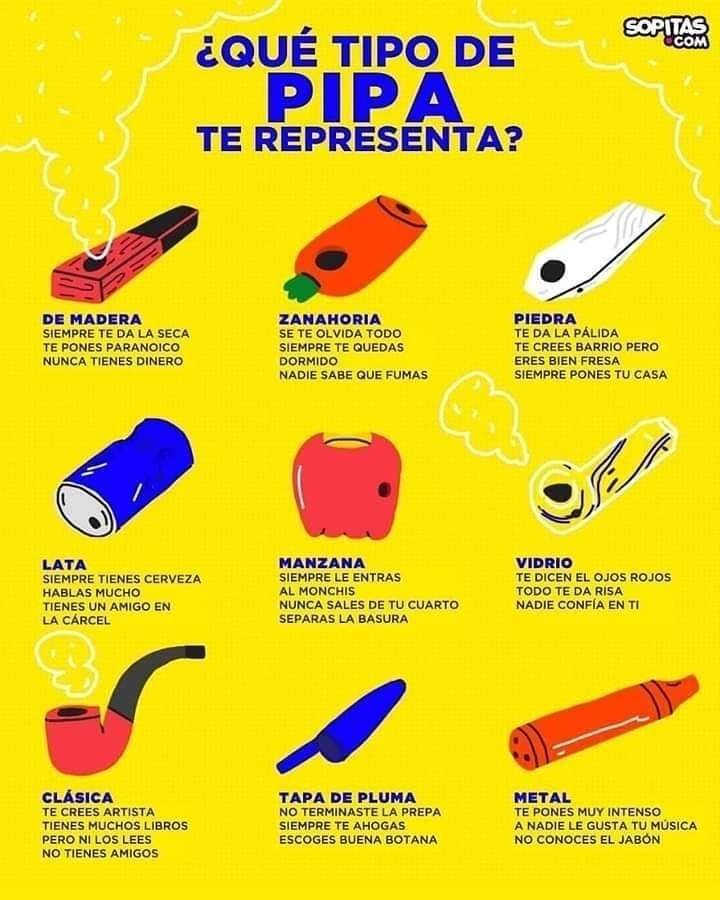 SOPITAS
.COM
¿QUÉ TIPO DE
PIPA
TE REPRESENTA?
DE MADERA
SIEMPRE TE DA LA SECA
TE PONES PARANOICO
NUNCA TIENES DINERO
ZANAHORIA
SE TE OLVIDA TODO
SIEMPRE TE QUEDAS
DORMIDO
NADIE SABE QUE FUMAS
PIEDRA
TE DA LA PÁLIDA
TE CREES BARRIO PERO
ERES BIEN FRESA
SIEMPRE PONES TU CASA
LATA
SIEMPRE TIENES CERVEZA
HABLAS MUCHO
TIENES UN AMIGO EN
LA CÁRCEL
MANZANA
SIEMPRE LE ENTRAS
AL MONCHIS
NUNCA SALES DE TU CUARTO
SEPARAS LA BASURA
VIDRIO
TE DICEN EL OJOS ROJOS
TODO TE DA RISA
NADIE CONFÍA EN TI
CLÁSICA
TE CREES ARTISTA
TIENES MUCHOS LIBROS
PERO NI LOS LEES
NO TIENES AMIGOS
TAPA DE PLUMA
NO TERMINASTE LA PREPA
SIEMPRE TE AHOGAS
ESCOGES BUENA BOTANA
METAL
TE PONES MUY INTENSO
A NADIE LE GUSTA TU MÚSICA
NO CONOCES EL JABÓN